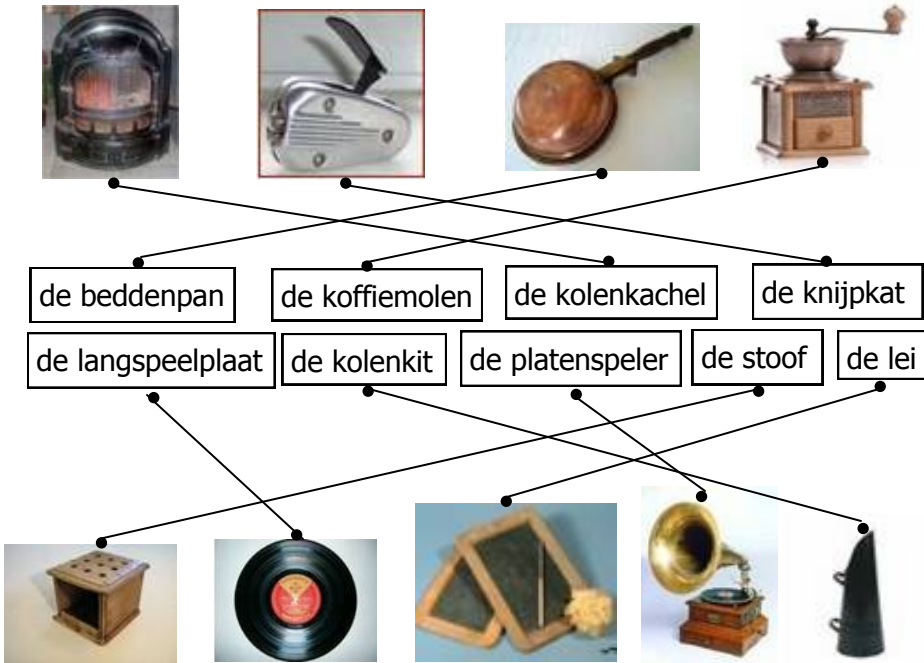 de beddenpan de koffiemolen de kolenkachel de knijpkat
de langspeelplaat de kolenkit de platenspeler de stoof de lei